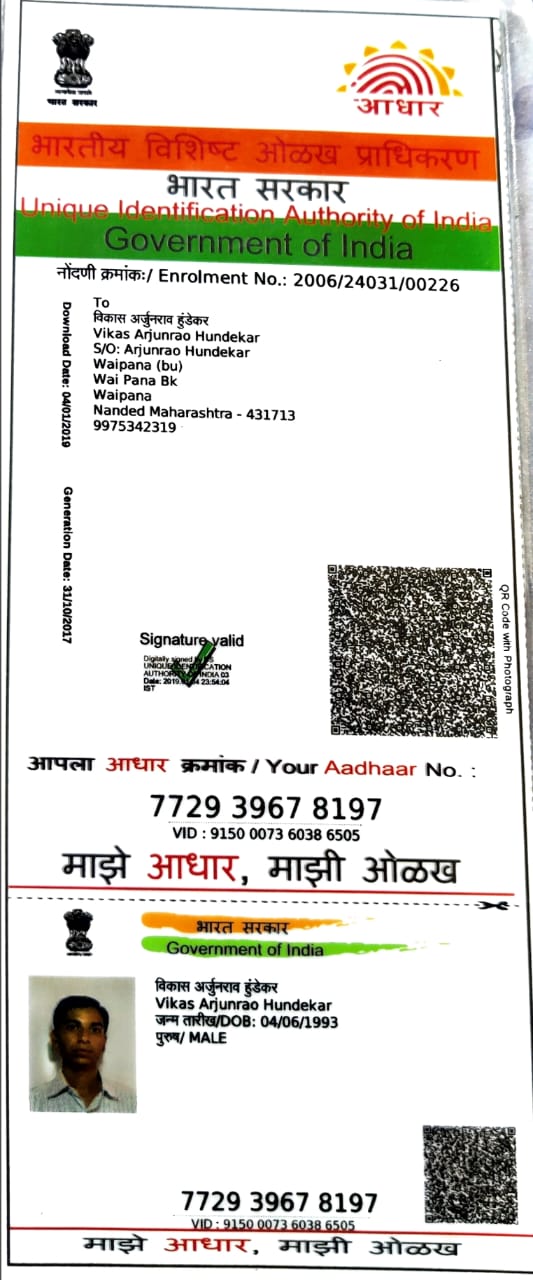 भारत सरकार
आधार
भारतीय विशिष्ट ओळख प्राधिकरण
भारत सरकार
Unique Identification Authority of India
Government of India
नोंदणी क्रमांक:/ Enrolment No.: 2006/24031/00226
To
विकास अर्जुनराव हुंडेकर
Vikas Arjunrao Hundekar
S/O: Arjunrao Hundekar
Waipana (bu)
Wai Pana Bk
Waipana
Nanded Maharashtra - 431713
9975342319
Download Date: 04/01/2019
Generation Date: 31/10/2017
QR Code with Photograph
Signature valid
Digitally signed by
UNIQUE IDENTIFICATION
AUTHORITY OF INDIA 03
Date: 2019 23:54:04
IST
आपला आधार क्रमांक / Your Aadhaar No. :
7729 3967 8197
VID : 9150 0073 6038 6505
माझे आधार, माझी ओळख
भारत सरकार
Government of India
विकास अर्जुनराव हुंडेकर
Vikas Arjunrao Hundekar
जन्म तारीख/DOB: 04/06/1993
पुरुष/ MALE
7729 3967 8197
VID : 9150 0073 6038 6505
माझे आधार, माझी ओळख